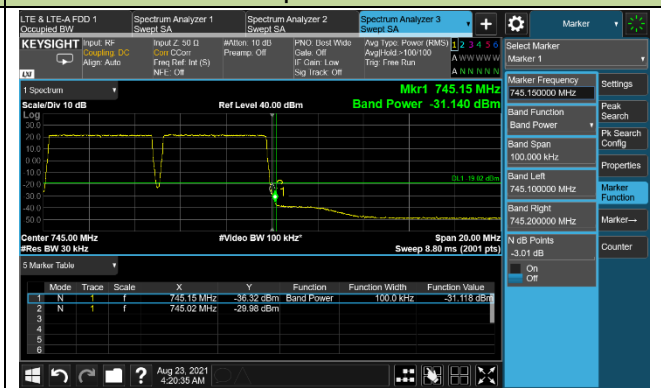 LTE & LTE-A FDD 1
Occupied BW
Spectrum Analyzer 1
Swept SA
Spectrum Analyzer 2
Swept SA
Spectrum Analyzer 3
Swept SA
+
Marker
KEYSIGHT
Input: RF
Coupling: DC
Align: Auto
Input Z: 50 Ω
Corr CCorr
Freq Ref: Int (S)
NFE: Off
#Atten: 10 dB
Preamp: Off
PNO: Best Wide
Gate: Off
IF Gain: Low
Sig Track: Off
Avg Type: Power (RMS)
Avg|Hold:>100/100
Trig: Free Run
1 2 3 4 5 6
A W W W W W
A N N N N N
Select Marker
Marker 1
LXI
1 Spectrum
Mkr1 745.15 MHz
Scale/Div 10 dB
Ref Level 40.00 dBm
Band Power -31.140 dBm
Log
30.0
20.0
10.0
0.00
-10.0
-20.0
-30.0
-40.0
-50.0
DL1 -19.02 dBm
1
Center 745.00 MHz
#Video BW 100 kHz*
Span 20.00 MHz
#Res BW 30 kHz
Sweep 8.80 ms (2001 pts)
5 Marker Table
Mode Trace Scale X Y Function Function Width Function Value
1 N 1 f 745.15 MHz -36.32 dBm Band Power 100.0 kHz -31.118 dBm
2 N 1 f 745.02 MHz -29.98 dBm
3
4
5
6
Marker Frequency
745.150000 MHz
Band Function
Band Power
Band Span
100.000 kHz
Band Left
745.100000 MHz
Band Right
745.200000 MHz
N dB Points
-3.01 dB
On
Off
Settings
Peak
Search
Pk Search
Config
Properties
Marker
Function
Marker→
Counter
?
Aug 23, 2021
4:20:35 AM